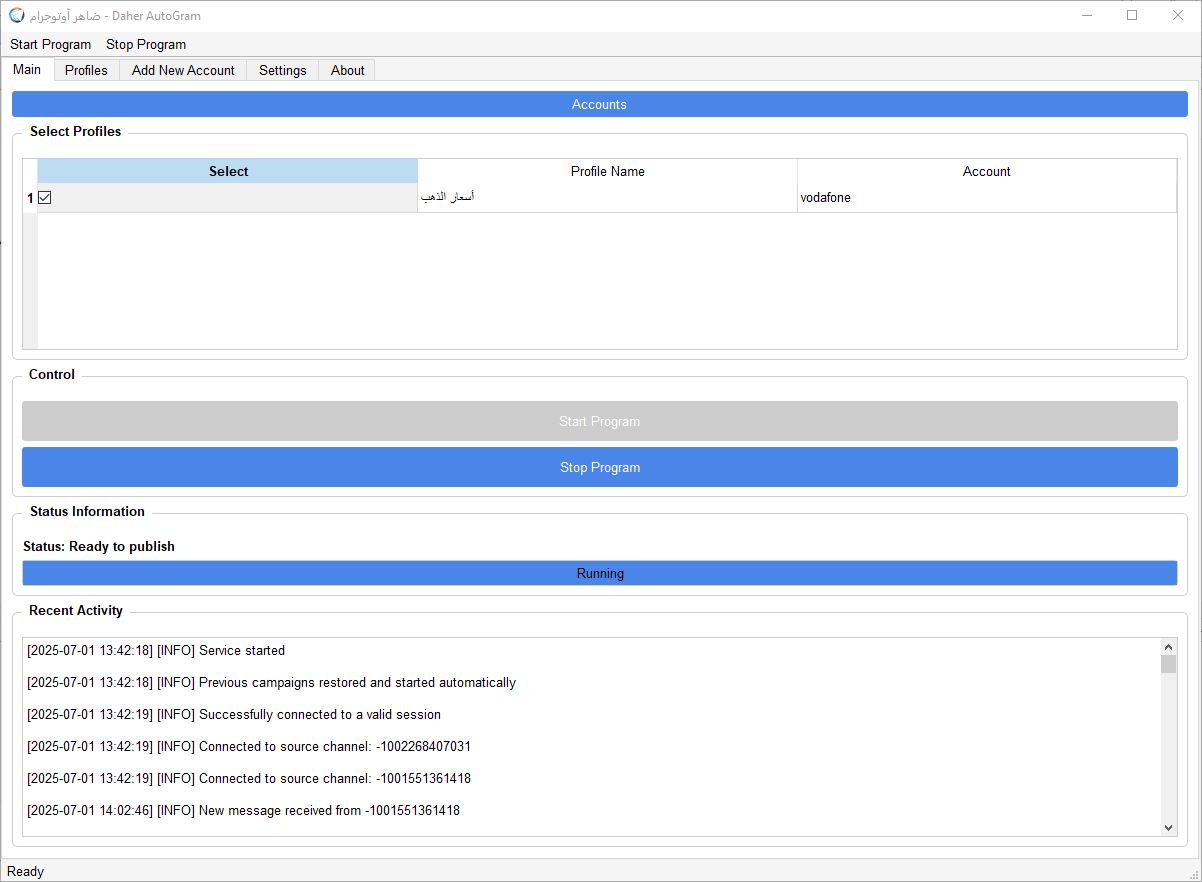 ضاهر أوتوجرام - Daher AutoGram
Start Program Stop Program
Main Profiles Add New Account Settings About
Accounts
Select Profiles
Select Profile Name Account
1 أسعار الذهب vodafone
Control
Start Program
Stop Program
Status Information
Status: Ready to publish
Running
Recent Activity
[2025-07-01 13:42:18] [INFO] Service started
[2025-07-01 13:42:18] [INFO] Previous campaigns restored and started automatically
[2025-07-01 13:42:19] [INFO] Successfully connected to a valid session
[2025-07-01 13:42:19] [INFO] Connected to source channel: -1002268407031
[2025-07-01 13:42:19] [INFO] Connected to source channel: -1001551361418
[2025-07-01 14:02:46] [INFO] New message received from -1001551361418
Ready